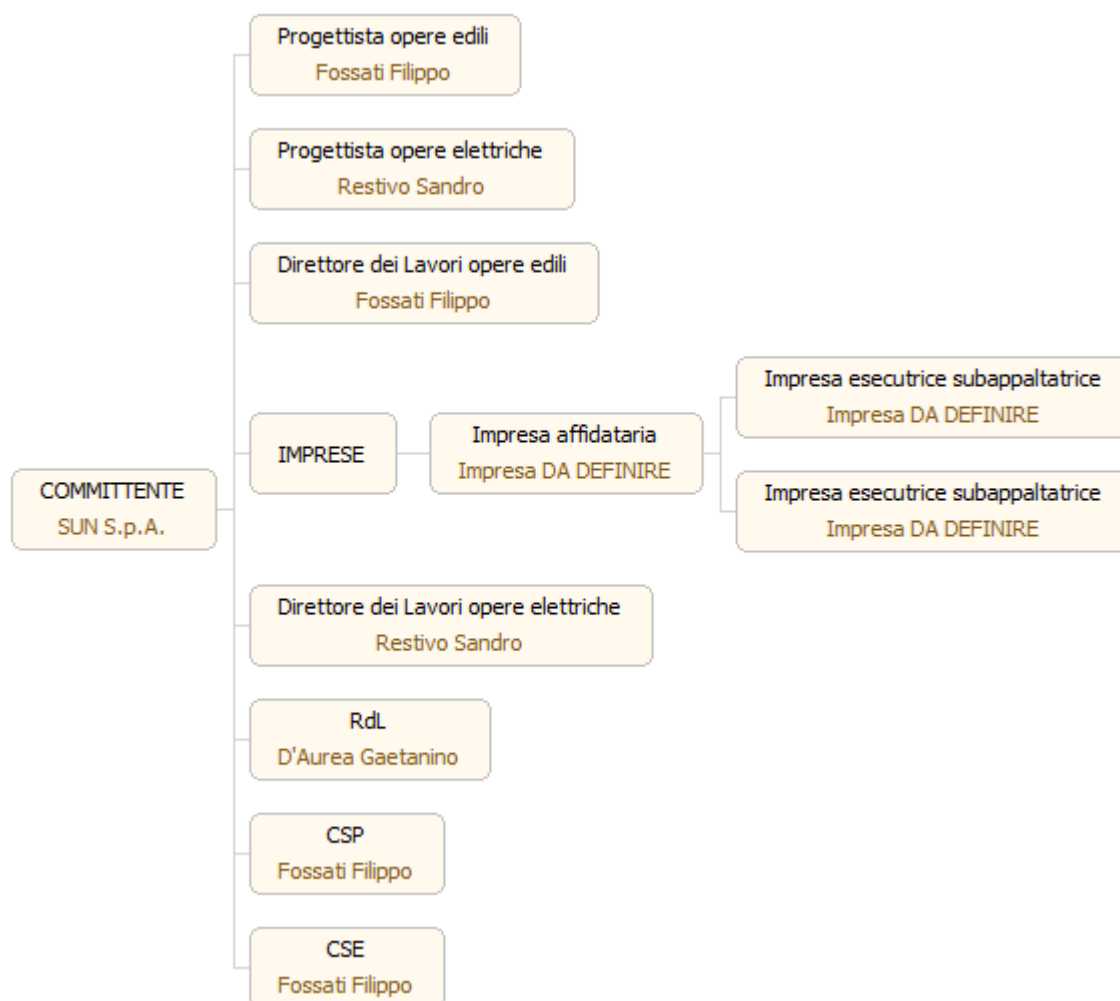 Progettista opere edili
Fossati Filippo
Progettista opere elettriche
Restivo Sandro
Direttore dei Lavori opere edili
Fossati Filippo
Impresa esecutrice subappaltatrice
Impresa DA DEFINIRE
IMPRESE
Impresa affidataria
Impresa DA DEFINIRE
Impresa esecutrice subappaltatrice
Impresa DA DEFINIRE
COMMITTENTE
SUN S.p.A.
Direttore dei Lavori opere elettriche
Restivo Sandro
RdL
D'Aurea Gaetanino
CSP
Fossati Filippo
CSE
Fossati Filippo